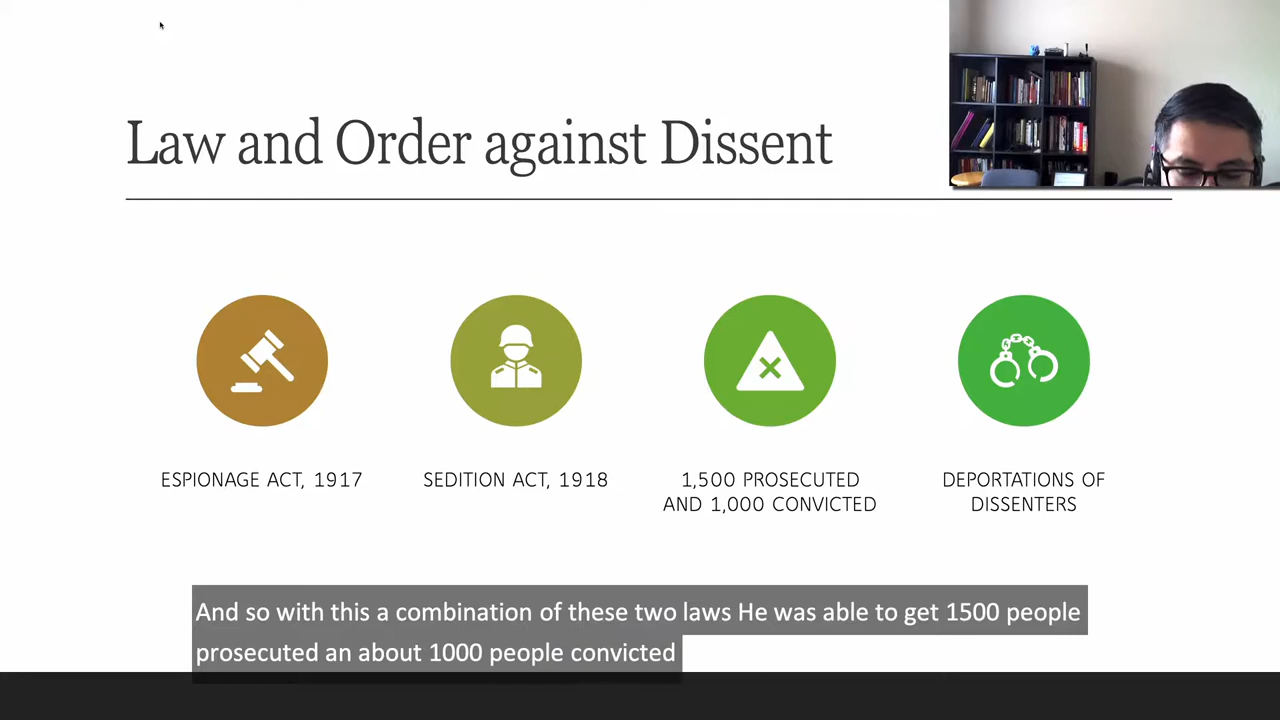 Law and Order against Dissent
ESPIONAGE ACT, 1917
SEDITION ACT, 1918
1,500 PROSECUTED
AND 1,000 CONVICTED
DEPORTATIONS OF
DISSENTERS
And so with this a combination of these two laws He was able to get 1500 people
prosecuted an about 1000 people convicted